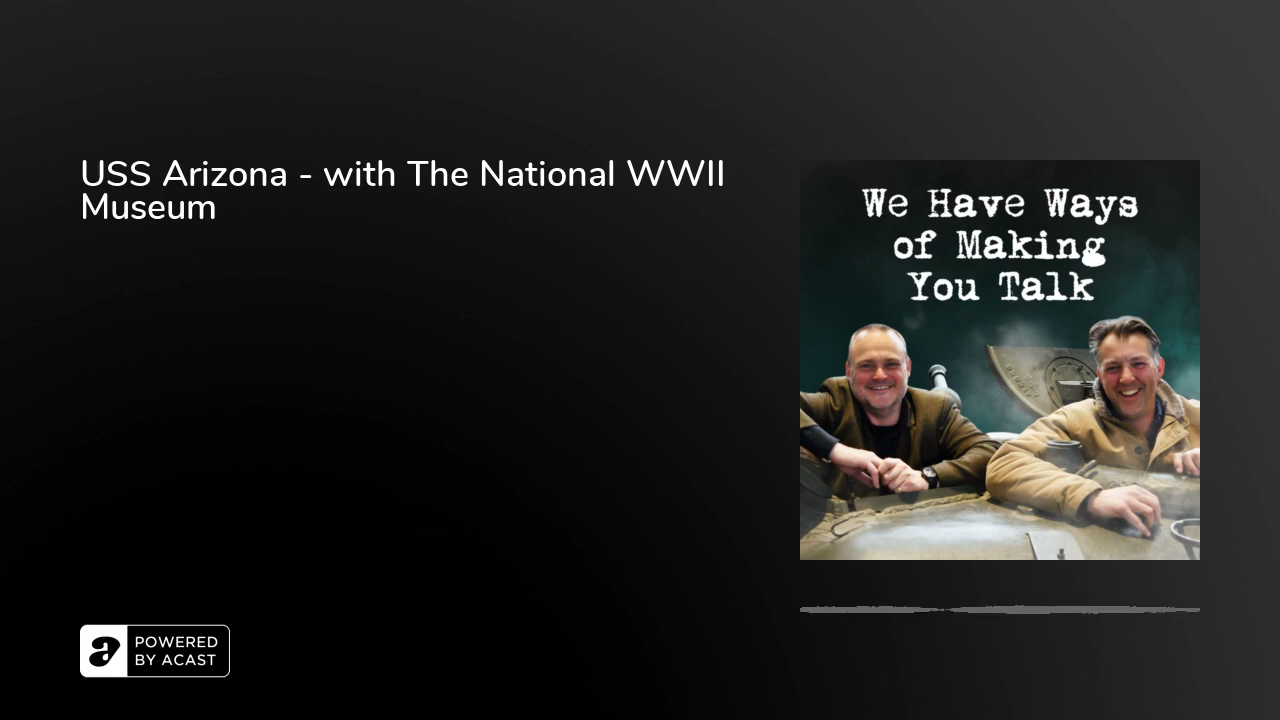 USS Arizona - with The National WWII
Museum
We Have Ways
of Making
You Talk
POWERED
BY ACAST